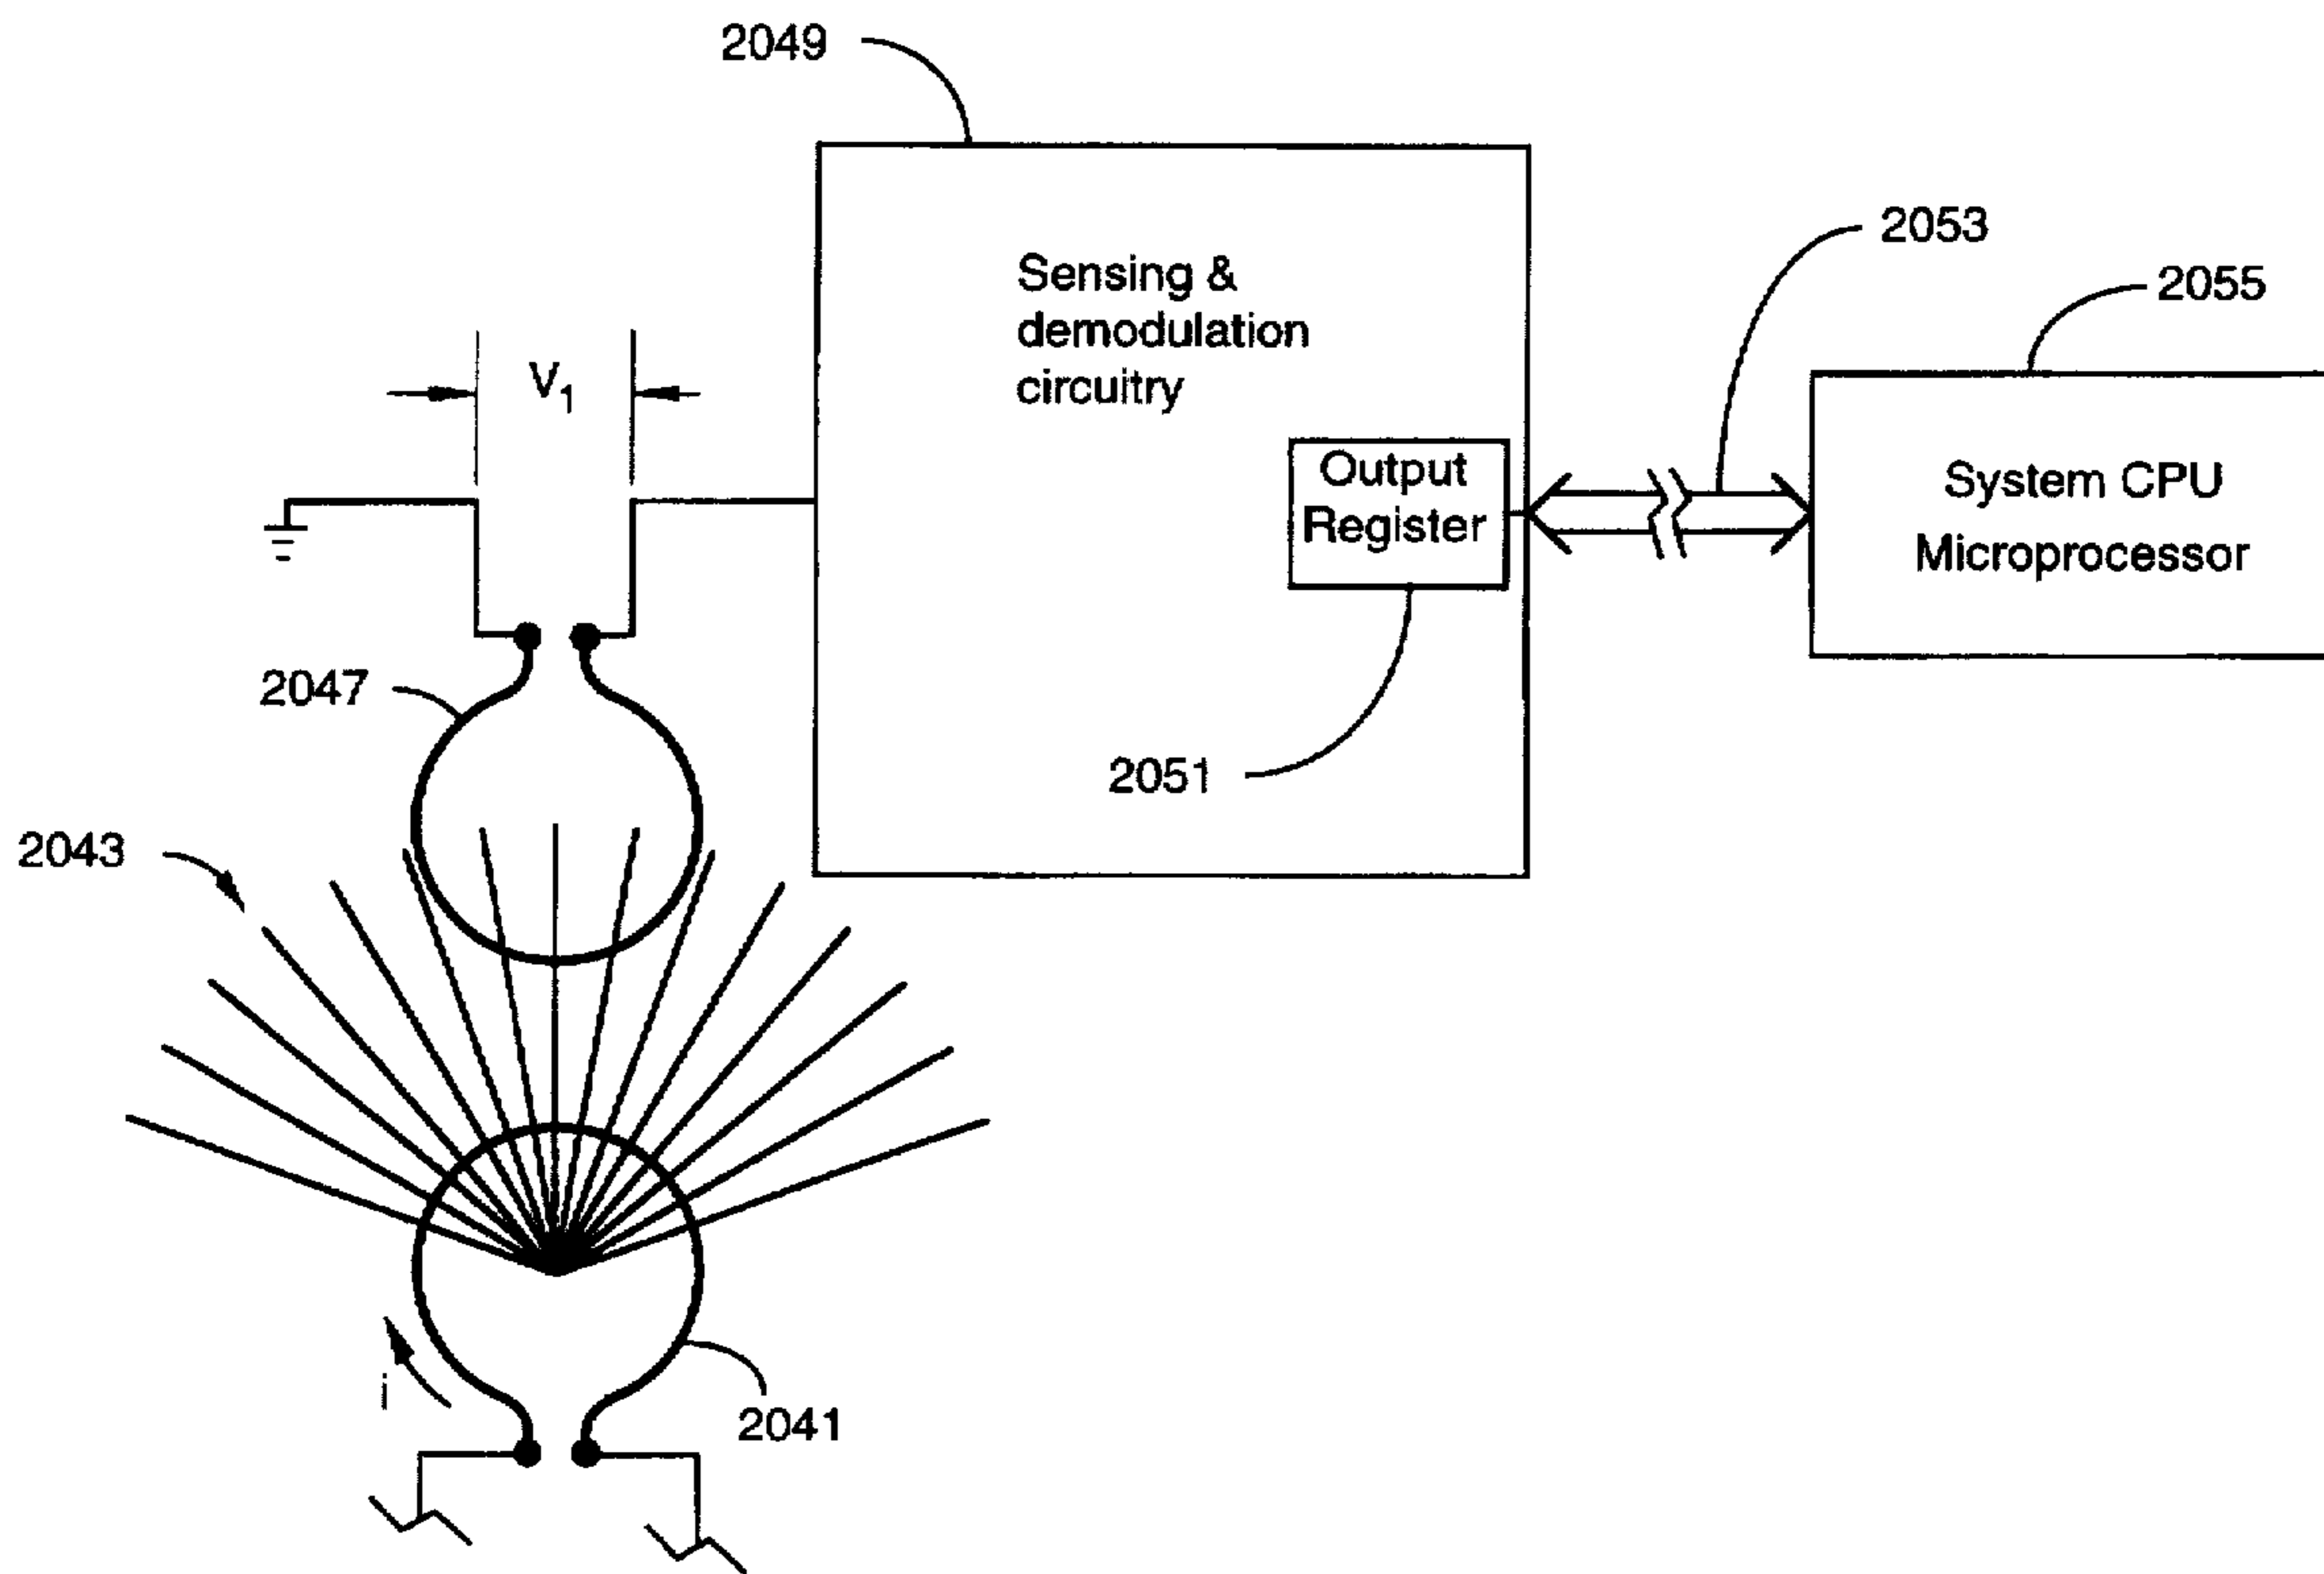 2049
2053
2055
Sensing &
demodulation
circuitry
V1
Output
Register
System CPU
Microprocessor
2047
2051
2043
i
2041